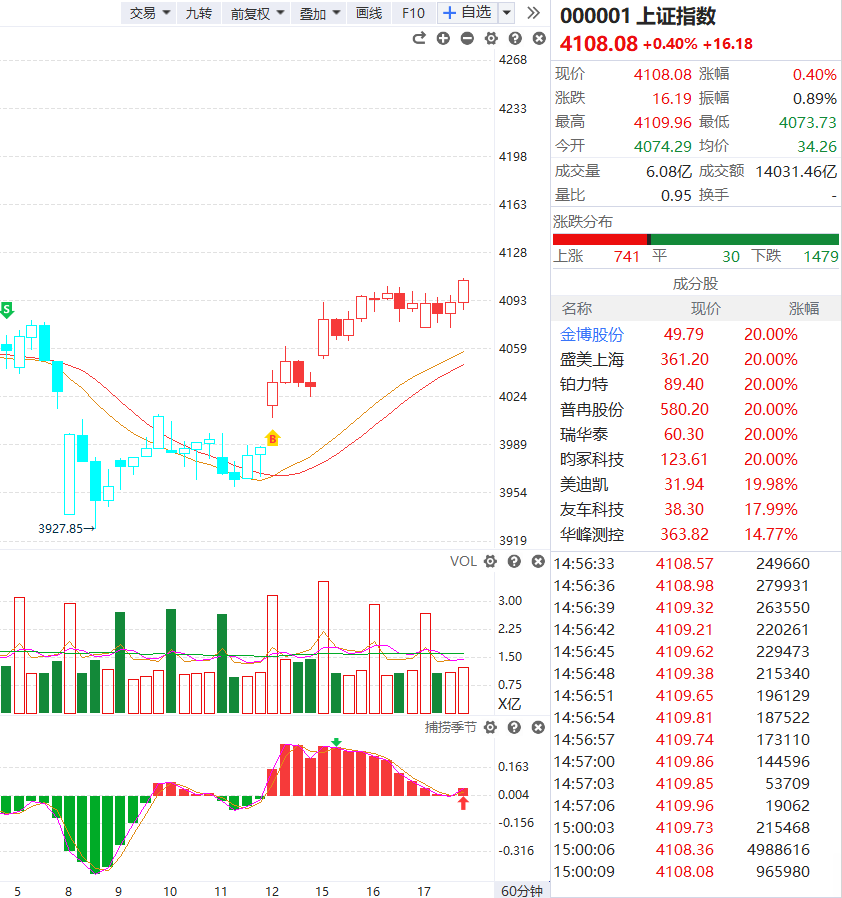 交易 九转 前复权 叠加 画线 F10 + 自选
000001 上证指数
4108.08 +0.40% +16.18
现价 4108.08 涨幅 0.40%
涨跌 16.19 振幅 0.89%
最高 4109.96 最低 4073.73
今开 4074.29 均价 34.26
成交量 6.08亿 成交额 14031.46亿
量比 0.95 换手 -
涨跌分布
上涨 741 平 30 下跌 1479
成分股
名称 现价 涨幅
金博股份 49.79 20.00%
盛美上海 361.20 20.00%
铂力特 89.40 20.00%
普冉股份 580.20 20.00%
瑞华泰 60.30 20.00%
昀冢科技 123.61 20.00%
美迪凯 31.94 19.98%
友车科技 38.30 17.99%
华峰测控 363.82 14.77%
14:56:33 4108.57 249660
14:56:36 4108.98 279931
14:56:39 4109.32 263550
14:56:42 4109.21 220261
14:56:45 4109.62 229473
14:56:48 4109.38 215340
14:56:51 4109.65 196129
14:56:54 4109.81 187522
14:56:57 4109.74 173110
14:57:00 4109.86 144596
14:57:03 4109.85 53709
14:57:06 4109.96 19062
15:00:03 4109.73 215468
15:00:06 4108.36 4988616
15:00:09 4108.08 965980
4268
4233
4198
4163
4128
4093
4059
4024
3989
3954
3919
S
B
3927.85→
VOL
3.00
2.25
1.50
0.75
X亿
捕捞季节
0.163
0.004
-0.156
-0.316
5 8 9 10 11 12 15 16 17 60分钟